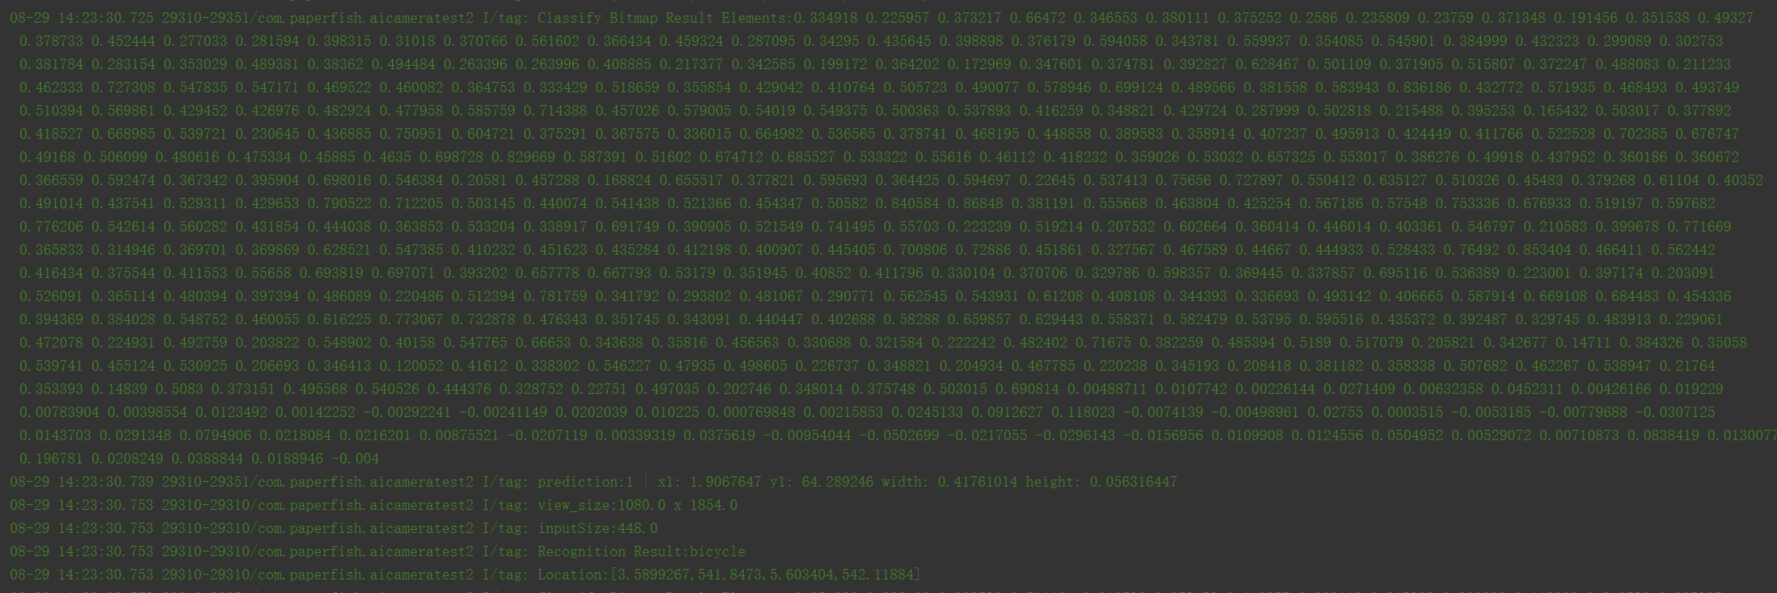 08-29 14:23:30.725 29310-29351/com.paperfish.aicameratest2 I/tag: Classify Bitmap Result Elements:0.334918 0.225957 0.373217 0.66472 0.346553 0.380111 0.375252 0.2586 0.235809 0.23759 0.371348 0.191456 0.351538 0.49327
0.378733 0.452444 0.277033 0.281594 0.398315 0.31018 0.370766 0.561602 0.366434 0.459324 0.287095 0.34295 0.435645 0.398898 0.376179 0.594058 0.343781 0.559937 0.354085 0.545901 0.384999 0.432323 0.299089 0.302753
0.381784 0.283154 0.353029 0.489381 0.38362 0.494484 0.263396 0.263996 0.408885 0.217377 0.342585 0.199172 0.364202 0.172969 0.347601 0.374781 0.392827 0.628467 0.501109 0.371905 0.515807 0.372247 0.488083 0.211233
0.462333 0.727308 0.547835 0.547171 0.469522 0.460082 0.364753 0.333429 0.518659 0.355854 0.429042 0.410764 0.505723 0.490077 0.578946 0.699124 0.489566 0.381558 0.583943 0.836186 0.432772 0.571935 0.468493 0.493749
0.510394 0.569861 0.429452 0.426976 0.482924 0.477958 0.585759 0.714388 0.457026 0.579005 0.54019 0.549375 0.500363 0.537893 0.416259 0.348821 0.429724 0.287999 0.502818 0.215488 0.395253 0.165432 0.503017 0.377892
0.418527 0.668985 0.539721 0.230645 0.436885 0.750951 0.604721 0.375291 0.367575 0.336015 0.664982 0.536565 0.378741 0.468195 0.448858 0.389583 0.358914 0.407237 0.495913 0.424449 0.411766 0.522528 0.702385 0.676747
0.49168 0.506099 0.480616 0.475334 0.45885 0.4635 0.698728 0.829669 0.587391 0.51602 0.674712 0.685527 0.533322 0.55616 0.46112 0.418232 0.359026 0.53032 0.657325 0.553017 0.386276 0.49918 0.437952 0.360186 0.360672
0.366559 0.592474 0.367342 0.395904 0.698016 0.546384 0.20581 0.457288 0.168824 0.655517 0.377821 0.595693 0.364425 0.594697 0.22645 0.537413 0.75656 0.727897 0.550412 0.635127 0.510326 0.45483 0.379268 0.61104 0.40352
0.491014 0.437541 0.529311 0.429653 0.790522 0.712205 0.503145 0.440074 0.541438 0.521366 0.454347 0.50582 0.840584 0.86848 0.381191 0.555668 0.463804 0.425254 0.567186 0.57548 0.753336 0.676933 0.519197 0.597682
0.776206 0.542614 0.560282 0.431854 0.444038 0.363853 0.533204 0.338917 0.691749 0.390905 0.521549 0.741495 0.55703 0.223239 0.519214 0.207532 0.602664 0.360414 0.446014 0.403361 0.546797 0.210583 0.399678 0.771669
0.365833 0.314946 0.369701 0.369869 0.628521 0.547385 0.410232 0.451623 0.435284 0.412198 0.400907 0.445405 0.700806 0.72886 0.451861 0.327567 0.467589 0.44667 0.444933 0.528433 0.76492 0.853404 0.466411 0.562442
0.416434 0.375544 0.411553 0.55658 0.693819 0.697071 0.393202 0.657778 0.667793 0.53179 0.351945 0.40852 0.411796 0.330104 0.370706 0.329786 0.598357 0.369445 0.337857 0.695116 0.536389 0.223001 0.397174 0.203091
0.526091 0.365114 0.480394 0.397394 0.486089 0.220486 0.512394 0.781759 0.341792 0.293802 0.481067 0.290771 0.562545 0.543931 0.61208 0.408108 0.344393 0.336693 0.493142 0.406665 0.587914 0.669108 0.684483 0.454336
0.394369 0.384028 0.548752 0.460055 0.616225 0.773067 0.732878 0.476343 0.351745 0.343091 0.440447 0.402688 0.58288 0.659857 0.629443 0.558371 0.582479 0.53795 0.595516 0.435372 0.392487 0.329745 0.483913 0.229061
0.472078 0.224931 0.492759 0.203822 0.548902 0.40158 0.547765 0.66653 0.343638 0.35816 0.456563 0.330688 0.321584 0.222242 0.482402 0.71675 0.382259 0.485394 0.5189 0.517079 0.205821 0.342677 0.14711 0.384326 0.35058
0.539741 0.455124 0.530925 0.206693 0.346413 0.120052 0.41612 0.338302 0.546227 0.47935 0.498605 0.226737 0.348821 0.204934 0.467785 0.220238 0.345193 0.208418 0.381182 0.358338 0.507682 0.462267 0.538947 0.21764
0.353393 0.14839 0.5083 0.373151 0.495568 0.540526 0.444376 0.328752 0.22751 0.497035 0.202746 0.348014 0.375748 0.503015 0.690814 0.00488711 0.0107742 0.00226144 0.0271409 0.00632358 0.0452311 0.00426166 0.019229
0.00783904 0.00398554 0.0123492 0.00142252 -0.00292241 -0.00241149 0.0202039 0.010225 0.000769848 0.00215853 0.0245133 0.0912627 0.118023 -0.0074139 -0.00498961 0.02755 0.0003515 -0.0053185 -0.00779688 -0.0307125
0.0143703 0.0291348 0.0794906 0.0218084 0.0216201 0.00875521 -0.0207119 0.00339319 0.0375619 -0.00954044 -0.0502699 -0.0217055 -0.0296143 -0.0156956 0.0109908 0.0124556 0.0504952 0.00529072 0.00710873 0.0838419 0.0130077
0.196781 0.0208249 0.0388844 0.0188946 -0.004
08-29 14:23:30.739 29310-29351/com.paperfish.aicameratest2 I/tag: prediction:1 | x1: 1.9067647 y1: 64.289246 width: 0.41761014 height: 0.056316447
08-29 14:23:30.753 29310-29310/com.paperfish.aicameratest2 I/tag: view_size:1080.0 x 1854.0
08-29 14:23:30.753 29310-29310/com.paperfish.aicameratest2 I/tag: inputSize:448.0
08-29 14:23:30.753 29310-29310/com.paperfish.aicameratest2 I/tag: Recognition Result:bicycle
08-29 14:23:30.753 29310-29310/com.paperfish.aicameratest2 I/tag: Location:[3.5899267,541.8473,5.603404,542.11884]